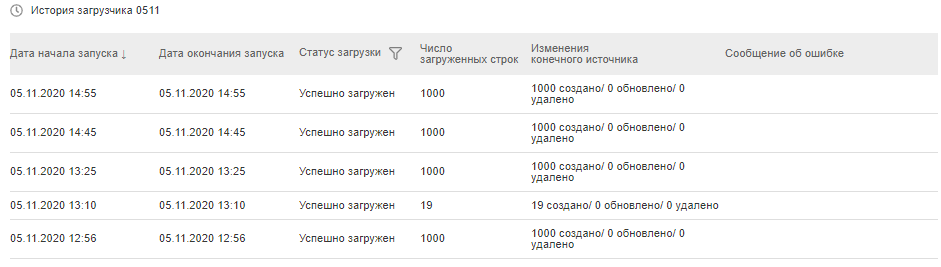 История загрузчика 0511
Дата начала запуска ↓ Дата окончания запуска Статус загрузки Число загруженных строк Изменения конечного источника Сообщение об ошибке
05.11.2020 14:55 05.11.2020 14:55 Успешно загружен 1000 1000 создано/ 0 обновлено/ 0 удалено
05.11.2020 14:45 05.11.2020 14:45 Успешно загружен 1000 1000 создано/ 0 обновлено/ 0 удалено
05.11.2020 13:25 05.11.2020 13:25 Успешно загружен 1000 1000 создано/ 0 обновлено/ 0 удалено
05.11.2020 13:10 05.11.2020 13:10 Успешно загружен 19 19 создано/ 0 обновлено/ 0 удалено
05.11.2020 12:56 05.11.2020 12:56 Успешно загружен 1000 1000 создано/ 0 обновлено/ 0 удалено